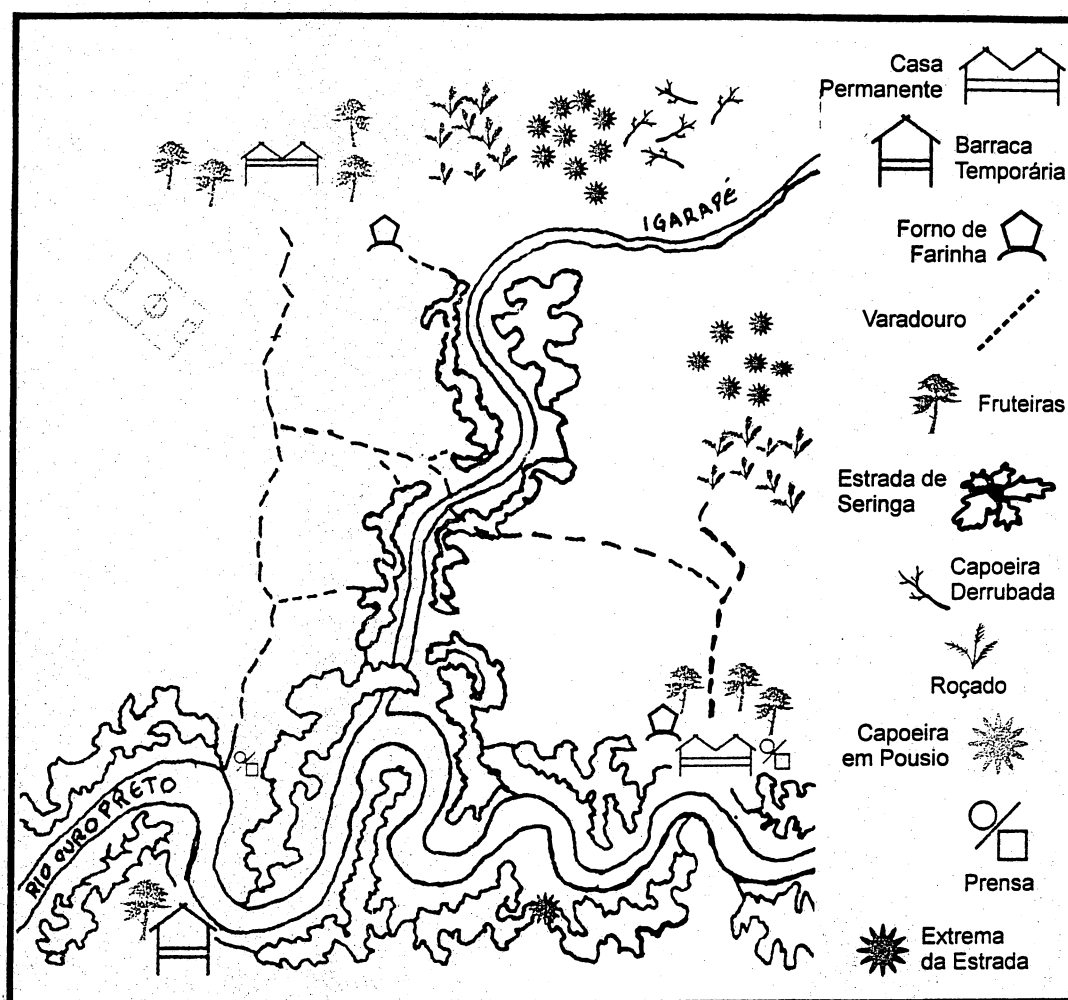 Casa
Permanente
Barraca
Temporária
IGARAPÉ
Forno de
Farinha
Varadouro
Fruteiras
Estrada de
Seringa
Capoeira
Derrubada
Roçado
Capoeira
em Pousio
RIO OURO PRETO
Prensa
Extrema
da Estrada